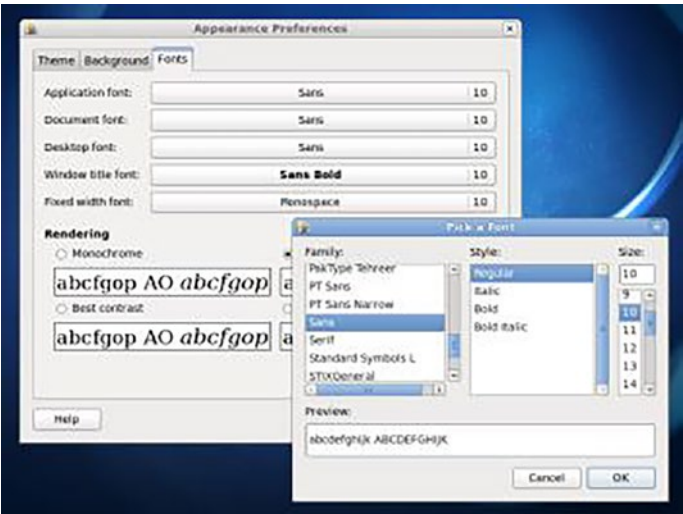 Appearance Preferences
Theme Background Fonts
Application font: Sans 10
Document font: Sans 10
Desktop font: Sans 10
Window title font: Sans Bold 10
Fixed width font: Monospace 10
Rendering
Monochrome
abcfgop AO abcfgop a
Best contrast
abcfgop AO abcfgop a
Help
Pick a Font
Family: Style: Size:
PakType Tehreer Regular 10
PT Sans Italic 9
PT Sans Narrow Bold 10
Sans Bold Italic 11
Serif 12
Standard Symbols L 13
STIXGeneral 14
Preview:
abcdefghijk ABCDEFGHIJK
Cancel OK